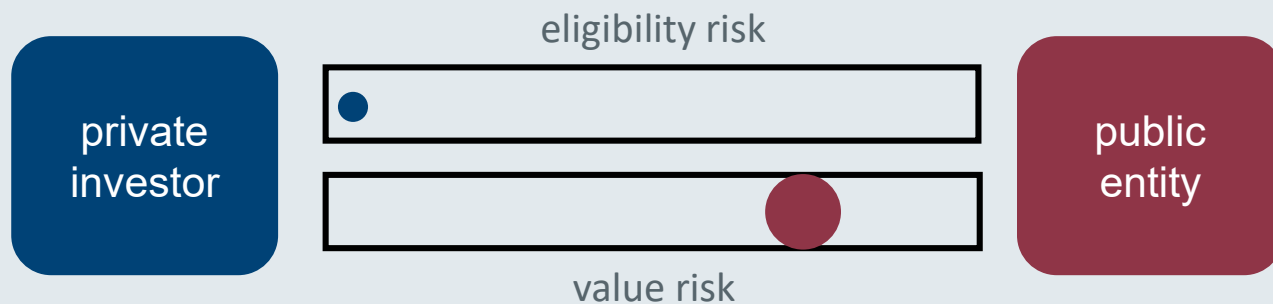 eligibility risk
private
investor
public
entity
value risk